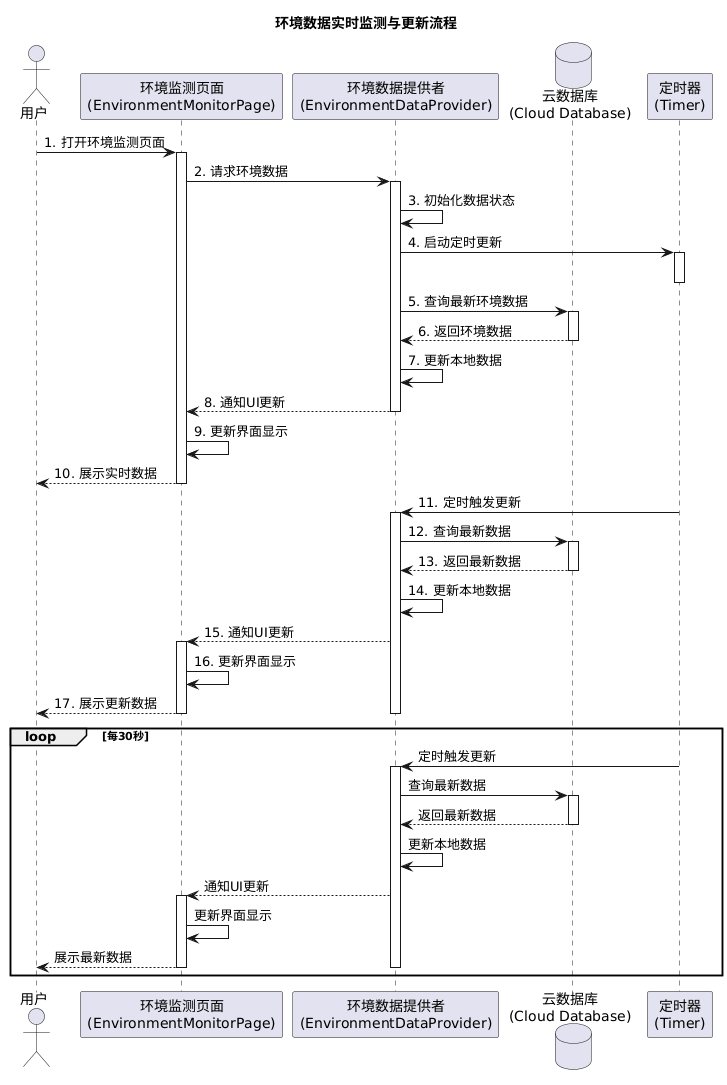 环境数据实时监测与更新流程
用户
环境监测页面
(EnvironmentMonitorPage)
环境数据提供者
(EnvironmentDataProvider)
云数据库
(Cloud Database)
定时器
(Timer)
1. 打开环境监测页面
2. 请求环境数据
3. 初始化数据状态
4. 启动定时更新
5. 查询最新环境数据
6. 返回环境数据
7. 更新本地数据
8. 通知UI更新
9. 更新界面显示
10. 展示实时数据
11. 定时触发更新
12. 查询最新数据
13. 返回最新数据
14. 更新本地数据
15. 通知UI更新
16. 更新界面显示
17. 展示更新数据
loop [每30秒]
定时触发更新
查询最新数据
返回最新数据
更新本地数据
通知UI更新
更新界面显示
展示最新数据
用户
环境监测页面
(EnvironmentMonitorPage)
环境数据提供者
(EnvironmentDataProvider)
云数据库
(Cloud Database)
定时器
(Timer)